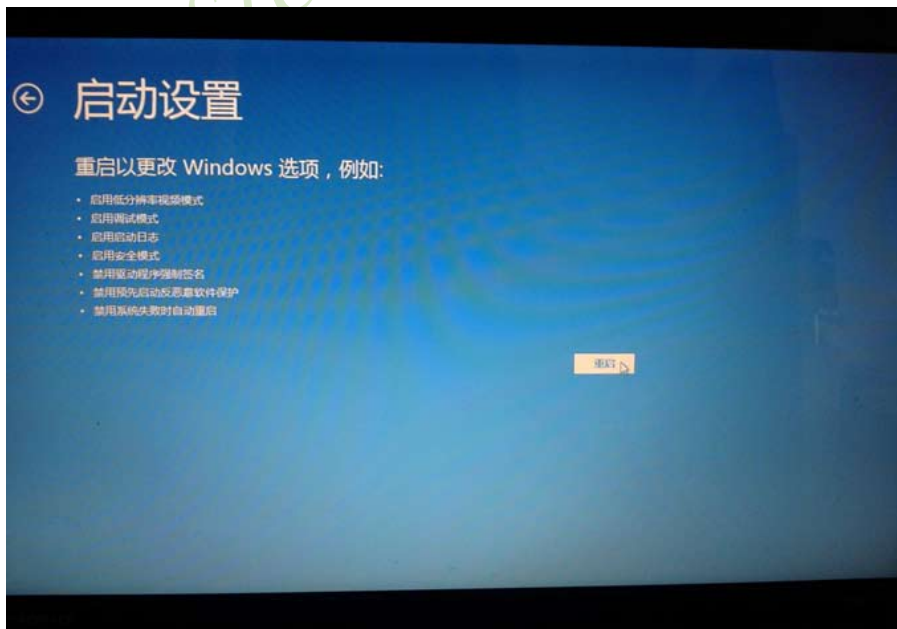 启动设置
重启以更改 Windows 选项，例如:
• 启用低分辨率视频模式
• 启用调试模式
• 启用启动日志
• 启用安全模式
• 禁用驱动程序强制签名
• 禁用预先启动反恶意软件保护
• 禁用系统失败时自动重启
重启